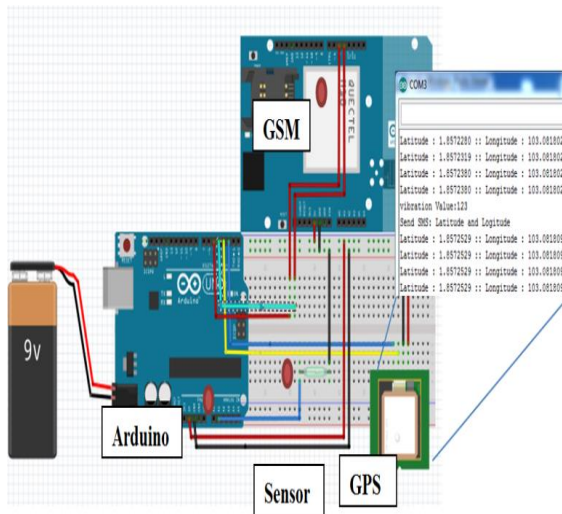 COM3
QUECTEL
GSM
Latitude : 1.8572280 :: Longitude : 103.081802
Latitude : 1.8572319 :: Longitude : 103.081802
Latitude : 1.8572380 :: Longitude : 103.081802
Latitude : 1.8572380 :: Longitude : 103.081802
vibration Value:123
Send SMS: Latitude and Logitude
Latitude : 1.8572529 :: Longitude : 103.081809
Latitude : 1.8572529 :: Longitude : 103.081809
Latitude : 1.8572529 :: Longitude : 103.081809
Latitude : 1.8572529 :: Longitude : 103.081809
UNO
Arduino
9v
Arduino
Sensor
GPS